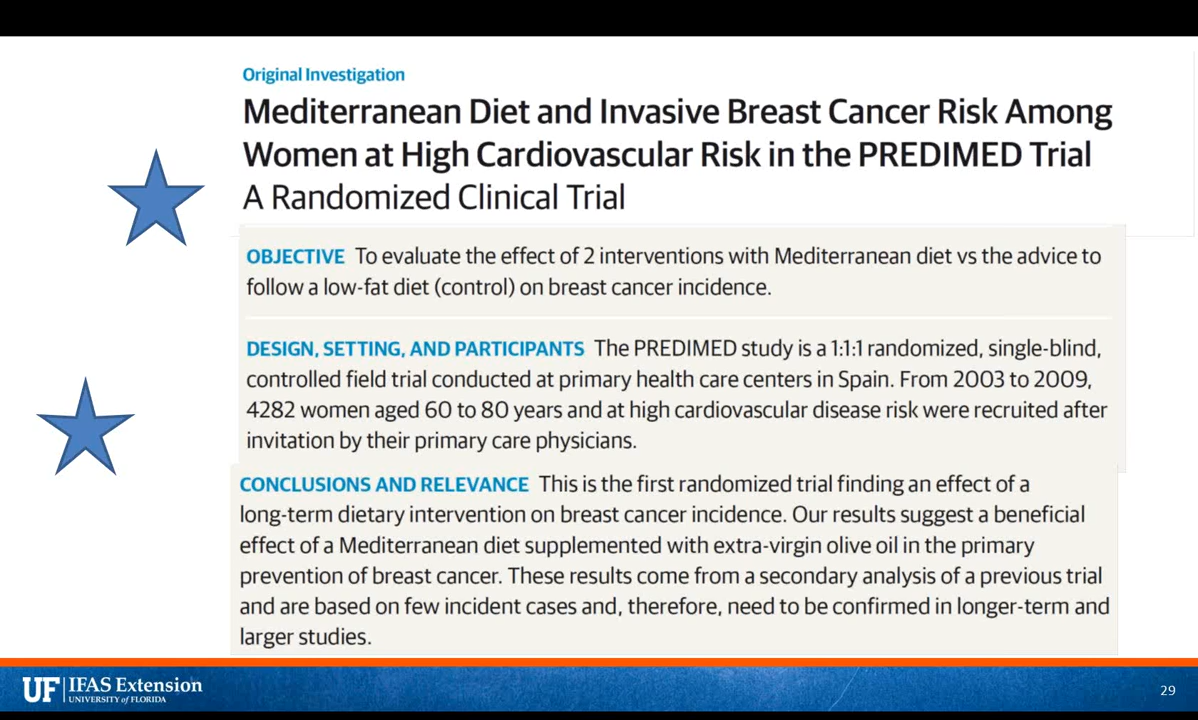 Original Investigation
Mediterranean Diet and Invasive Breast Cancer Risk Among
Women at High Cardiovascular Risk in the PREDIMED Trial
A Randomized Clinical Trial
OBJECTIVE To evaluate the effect of 2 interventions with Mediterranean diet vs the advice to
follow a low-fat diet (control) on breast cancer incidence.
DESIGN, SETTING, AND PARTICIPANTS The PREDIMED study is a 1:1:1 randomized, single-blind,
controlled field trial conducted at primary health care centers in Spain. From 2003 to 2009,
4282 women aged 60 to 80 years and at high cardiovascular disease risk were recruited after
invitation by their primary care physicians.
CONCLUSIONS AND RELEVANCE This is the first randomized trial finding an effect of a
long-term dietary intervention on breast cancer incidence. Our results suggest a beneficial
effect of a Mediterranean diet supplemented with extra-virgin olive oil in the primary
prevention of breast cancer. These results come from a secondary analysis of a previous trial
and are based on few incident cases and, therefore, need to be confirmed in longer-term and
larger studies.
UF IFAS Extension
UNIVERSITY of FLORIDA
29